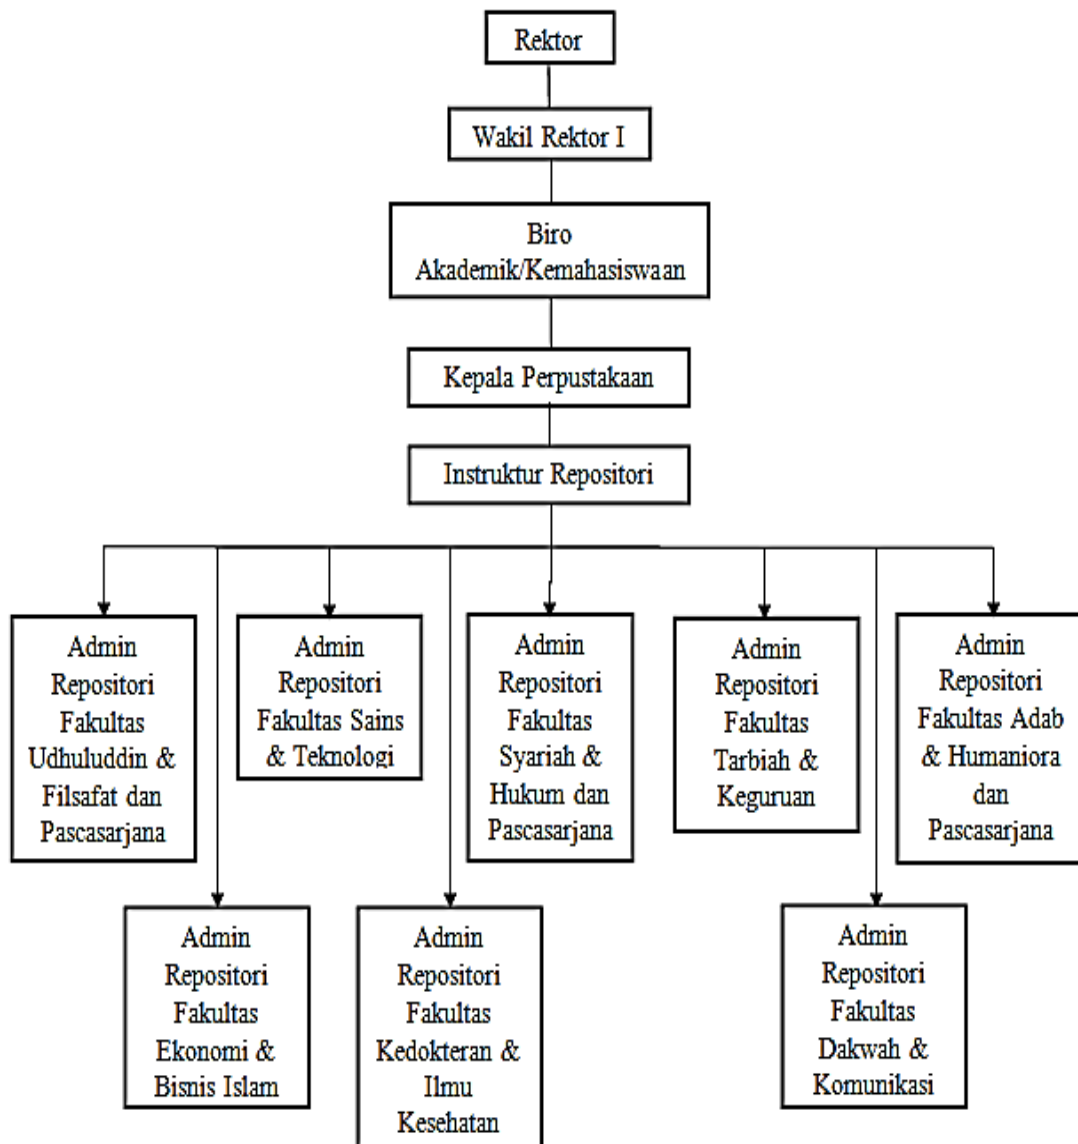 Rektor
Wakil Rektor I
Biro
Akademik/Kemahasiswaan
Kepala Perpustakaan
Instruktur Repositori
Admin
Repositori
Fakultas
Udhuluddin &
Filsafat dan
Pascasarjana
Admin
Repositori
Fakultas Sains
& Teknologi
Admin
Repositori
Fakultas
Syariah &
Hukum dan
Pascasarjana
Admin
Repositori
Fakultas
Tarbiah &
Keguruan
Admin
Repositori
Fakultas Adab
& Humaniora
dan
Pascasarjana
Admin
Repositori
Fakultas
Ekonomi &
Bisnis Islam
Admin
Repositori
Fakultas
Kedokteran &
Ilmu
Kesehatan
Admin
Repositori
Fakultas
Dakwah &
Komunikasi